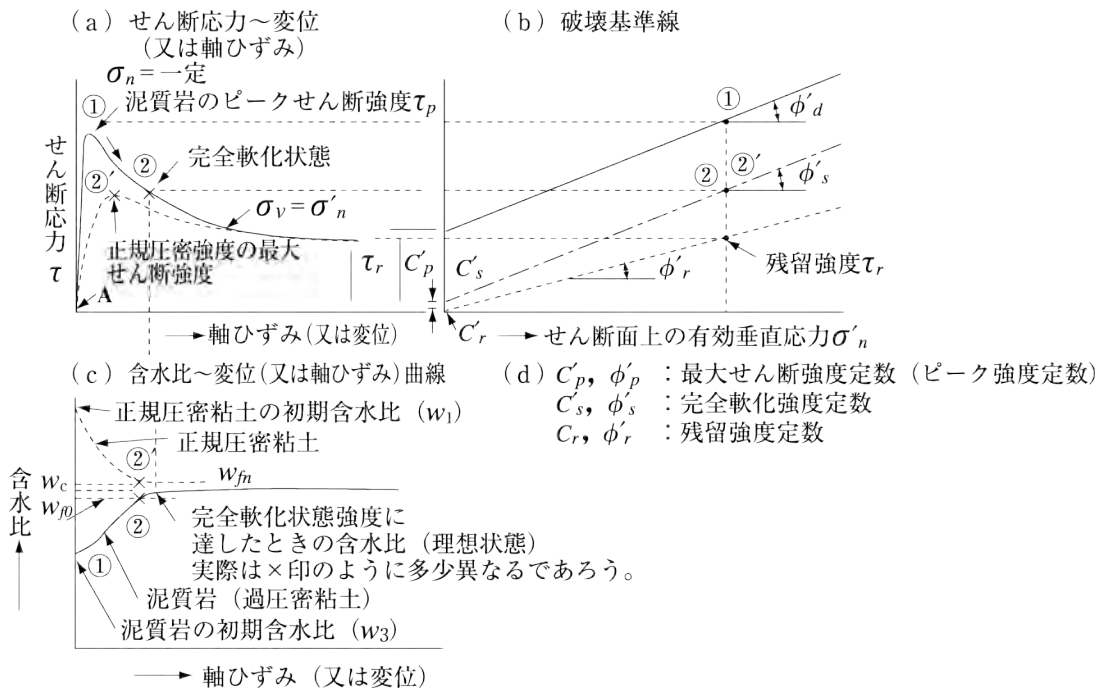 (a) せん断応力~変位
(又は軸ひずみ)
σn=一定
① 泥質岩のピークせん断強度τp
② 完全軟化状態
②′
σV=σ′n
せん断応力 τ
正規圧密強度の最大
せん断強度
A
τr
C′p
→軸ひずみ(又は変位)
(b) 破壊基準線
①
φ′d
② ②′
φ′s
C′s
φ′r
残留強度τr
C′r
→せん断面上の有効垂直応力σ′n
(c) 含水比~変位(又は軸ひずみ)曲線
正規圧密粘土の初期含水比(w1)
正規圧密粘土
②′
wfn
含水比
wc
wf0
②
完全軟化状態強度に
達したときの含水比(理想状態)
実際は×印のように多少異なるであろう。
①
泥質岩(過圧密粘土)
泥質岩の初期含水比(w3)
→軸ひずみ(又は変位)
(d) C′p, φ′p :最大せん断強度定数(ピーク強度定数)
C′s, φ′s :完全軟化強度定数
Cr, φ′r :残留強度定数